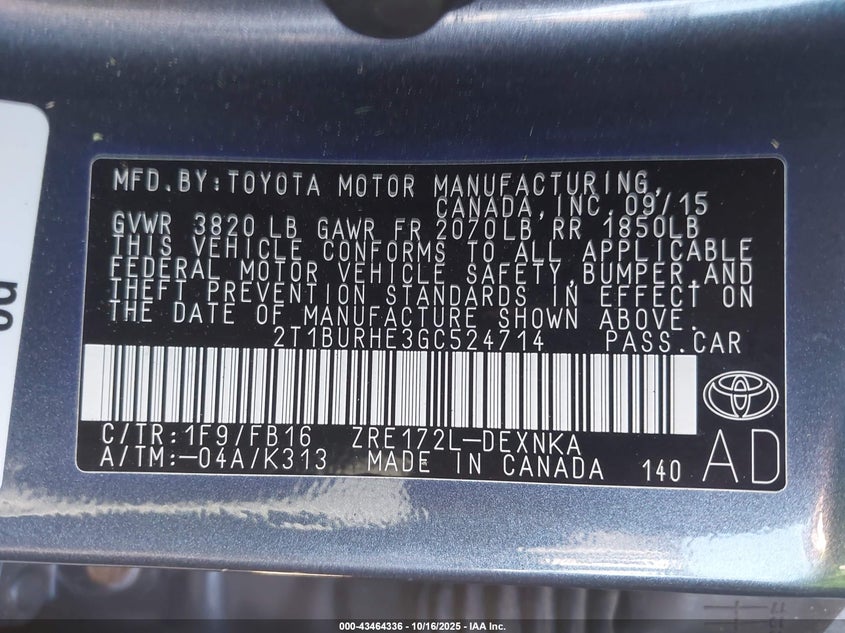 MFD.BY:TOYOTA MOTOR MANUFACTURING,
CANADA,INC. 09/15
GVWR 3820 LB GAWR FR 2070LB RR 1850LB
THIS VEHICLE CONFORMS TO ALL APPLICABLE
FEDERAL MOTOR VEHICLE SAFETY,BUMPER,AND
THEFT PREVENTION STANDARDS IN EFFECT ON
THE DATE OF MANUFACTURE SHOWN ABOVE.
2T1BURHE3GC524714 PASS.CAR
C/TR:1F9/FB16 ZRE172L-DEXNKA
A/TM:-04A/K313 MADE IN CANADA 140 AD
000-43464336 - 10/16/2025 - IAA Inc.